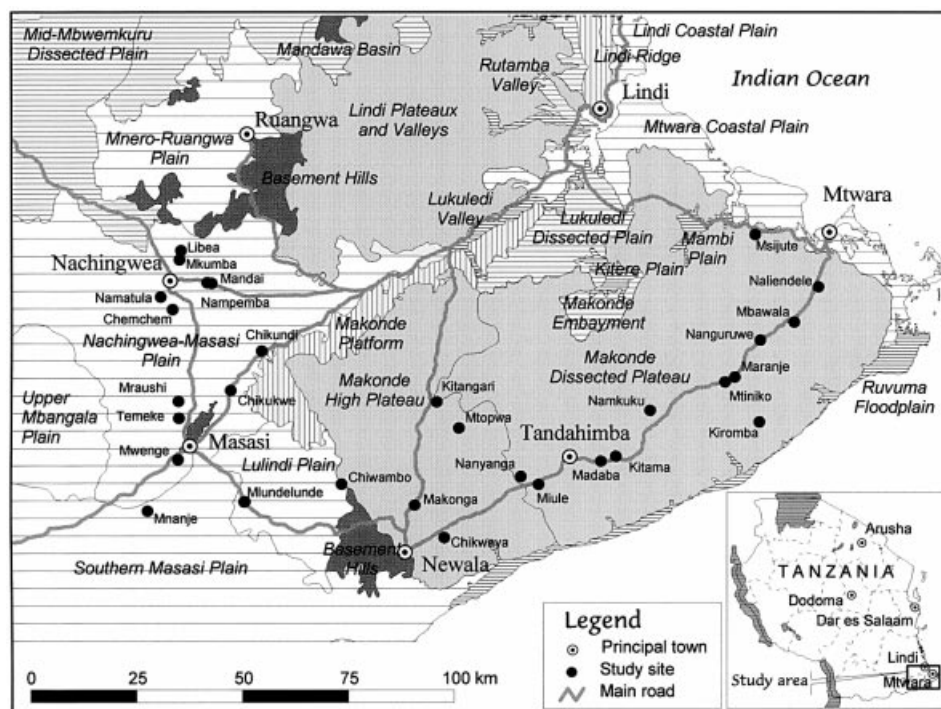 Mid-Mbwemkuru
Dissected Plain
Mandawa Basin
Lindi Coastal Plain
Lindi Ridge
Rutamba
Valley
Indian Ocean
Lindi
Lindi Plateaux
and Valleys
Ruangwa
Mtwara Coastal Plain
Mnero-Ruangwa
Plain
Basement Hills
Lukuledi
Valley
Lukuledi
Dissected Plain
Mambi
Plain
Mtwara
Msijute
Libea
Mkumba
Nachingwea
Mandai
Kitere Plain
Naliendele
Namatula
Nampemba
Makonde
Embayment
Mbawala
Chemchem
Nachingwea-Masasi
Plain
Chikundi
Makonde
Platform
Nanguruwe
Makonde
Dissected Plateau
Maranje
Ruvuma
Floodplain
Mraushi
Chikukwe
Makonde
High Plateau
Kitangari
Mtiniko
Upper
Mbangala
Plain
Temeke
Mtopwa
Namkuku
Kiromba
Masasi
Tandahimba
Mwenge
Lulindi Plain
Chiwambo
Nanyanga
Madaba
Kitama
Mlundelunde
Makonga
Miule
Mnanje
Chikwaya
Basement
Hills
Newala
Southern Masasi Plain
Legend
Principal town
Study site
Main road
0 25 50 75 100 km
Arusha
TANZANIA
Dodoma
Dar es Salaam
Lindi
Mtwara
Study area